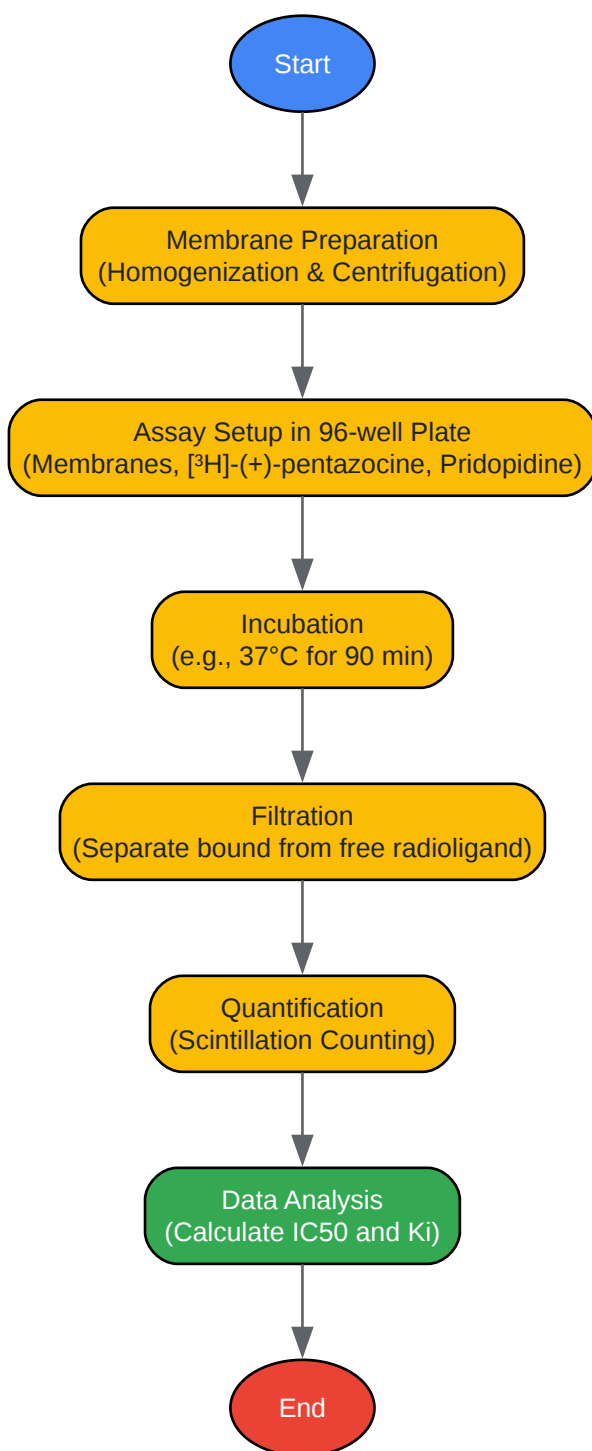 Start
Membrane Preparation
(Homogenization & Centrifugation)
Assay Setup in 96-well Plate
(Membranes, [³H]-(+)-pentazocine, Pridopidine)
Incubation
(e.g., 37°C for 90 min)
Filtration
(Separate bound from free radioligand)
Quantification
(Scintillation Counting)
Data Analysis
(Calculate IC50 and Ki)
End